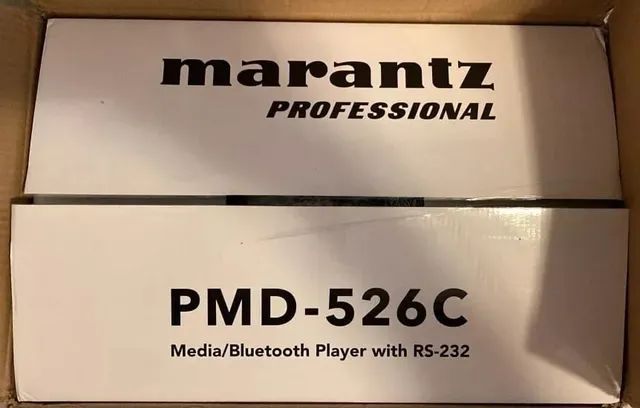 marantz
PROFESSIONAL
PMD-526C
Media/Bluetooth Player with RS-232